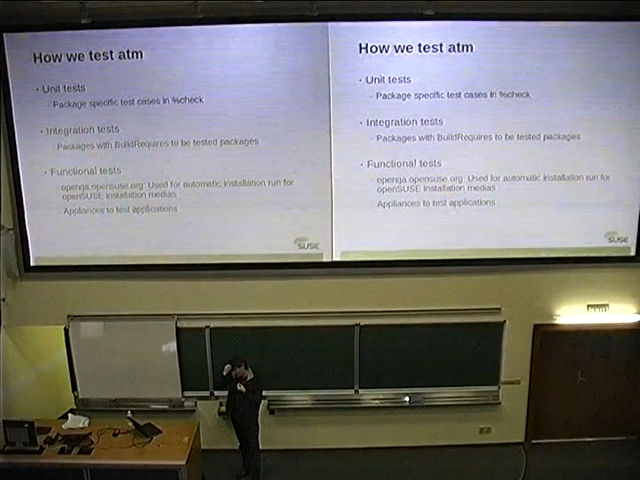 How we test atm
Unit tests
Package specific test cases in %check
Integration tests
Packages with BuildRequires to be tested packages
Functional tests
openqa.opensuse.org: Used for automatic installation run for
openSUSE installation medias
Appliances to test applications
SUSE
How we test atm
Unit tests
Package specific test cases in %check
Integration tests
Packages with BuildRequires to be tested packages
Functional tests
openqa.opensuse.org: Used for automatic installation run for
openSUSE installation medias
Appliances to test applications
SUSE